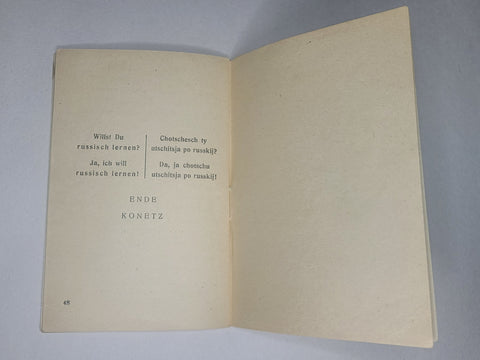 Willst Du
russisch lernen?
Ja, ich will
russisch lernen!
Chotschesch ty
utschitsja po russkij?
Da, ja chotschu
utschitsja po russkij!
ENDE
KONETZ
48